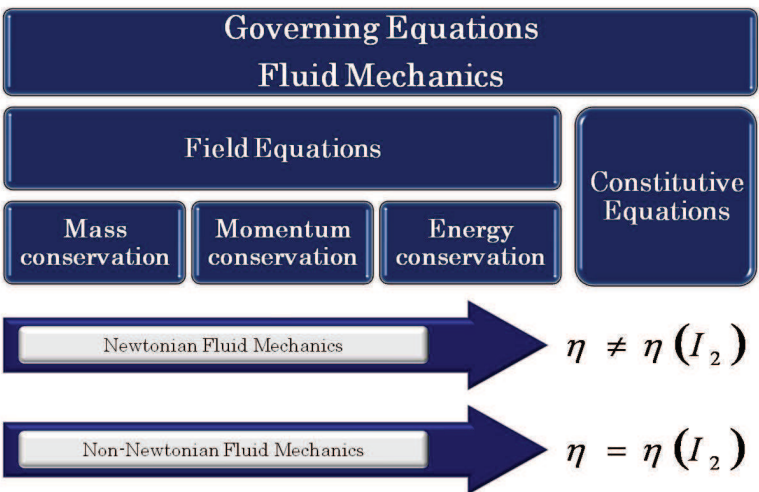 Governing Equations
Fluid Mechanics
Field Equations
Constitutive
Equations
Mass
conservation
Momentum
conservation
Energy
conservation
Newtonian Fluid Mechanics
η ≠ η (I₂)
Non-Newtonian Fluid Mechanics
η = η (I₂)